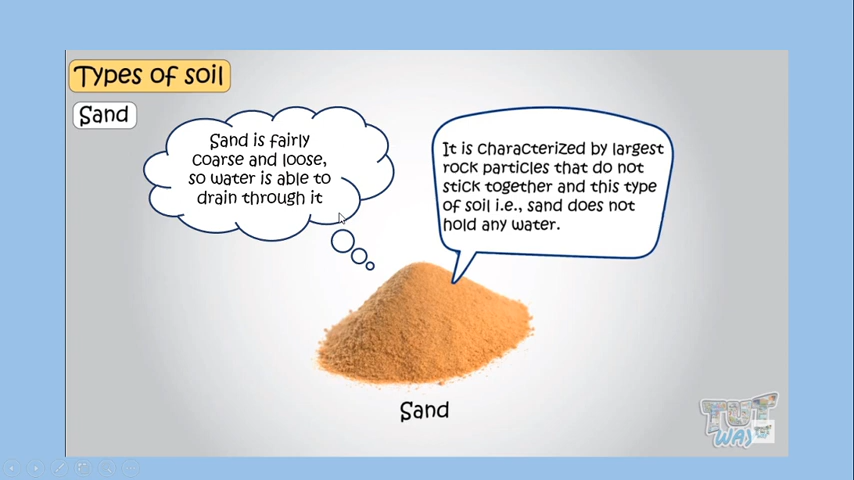 Types of soil
Sand
Sand is fairly
coarse and loose,
so water is able to
drain through it
It is characterized by largest
rock particles that do not
stick together and this type
of soil i.e., sand does not
hold any water.
Sand
TUT
WAY